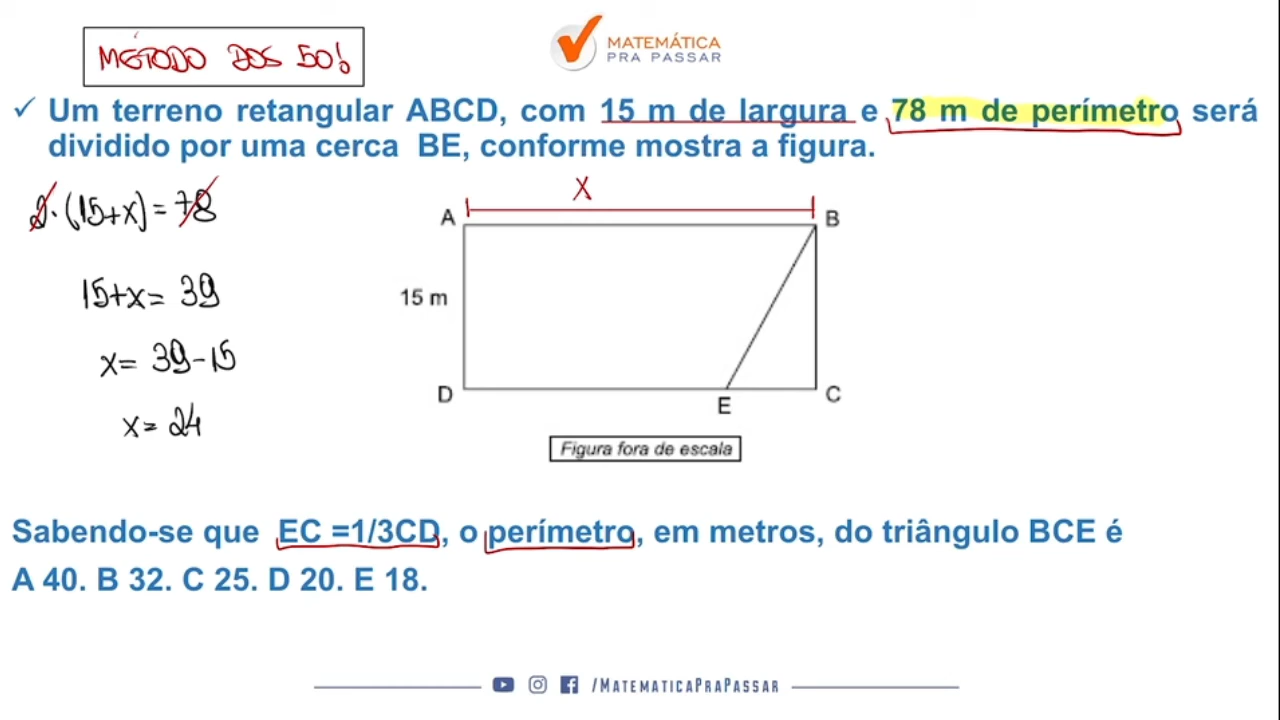 MÉTODO DOS 50!
MATEMÁTICA
PRA PASSAR
✓ Um terreno retangular ABCD, com 15 m de largura e 78 m de perímetro será
dividido por uma cerca BE, conforme mostra a figura.
2·(15+x)=78
X
A
B
15+x= 39
15 m
x= 39-15
D
E
C
x= 24
Figura fora de escala
Sabendo-se que EC =1/3CD, o perímetro, em metros, do triângulo BCE é
A 40. B 32. C 25. D 20. E 18.
/MATEMATICAPRAPASSAR